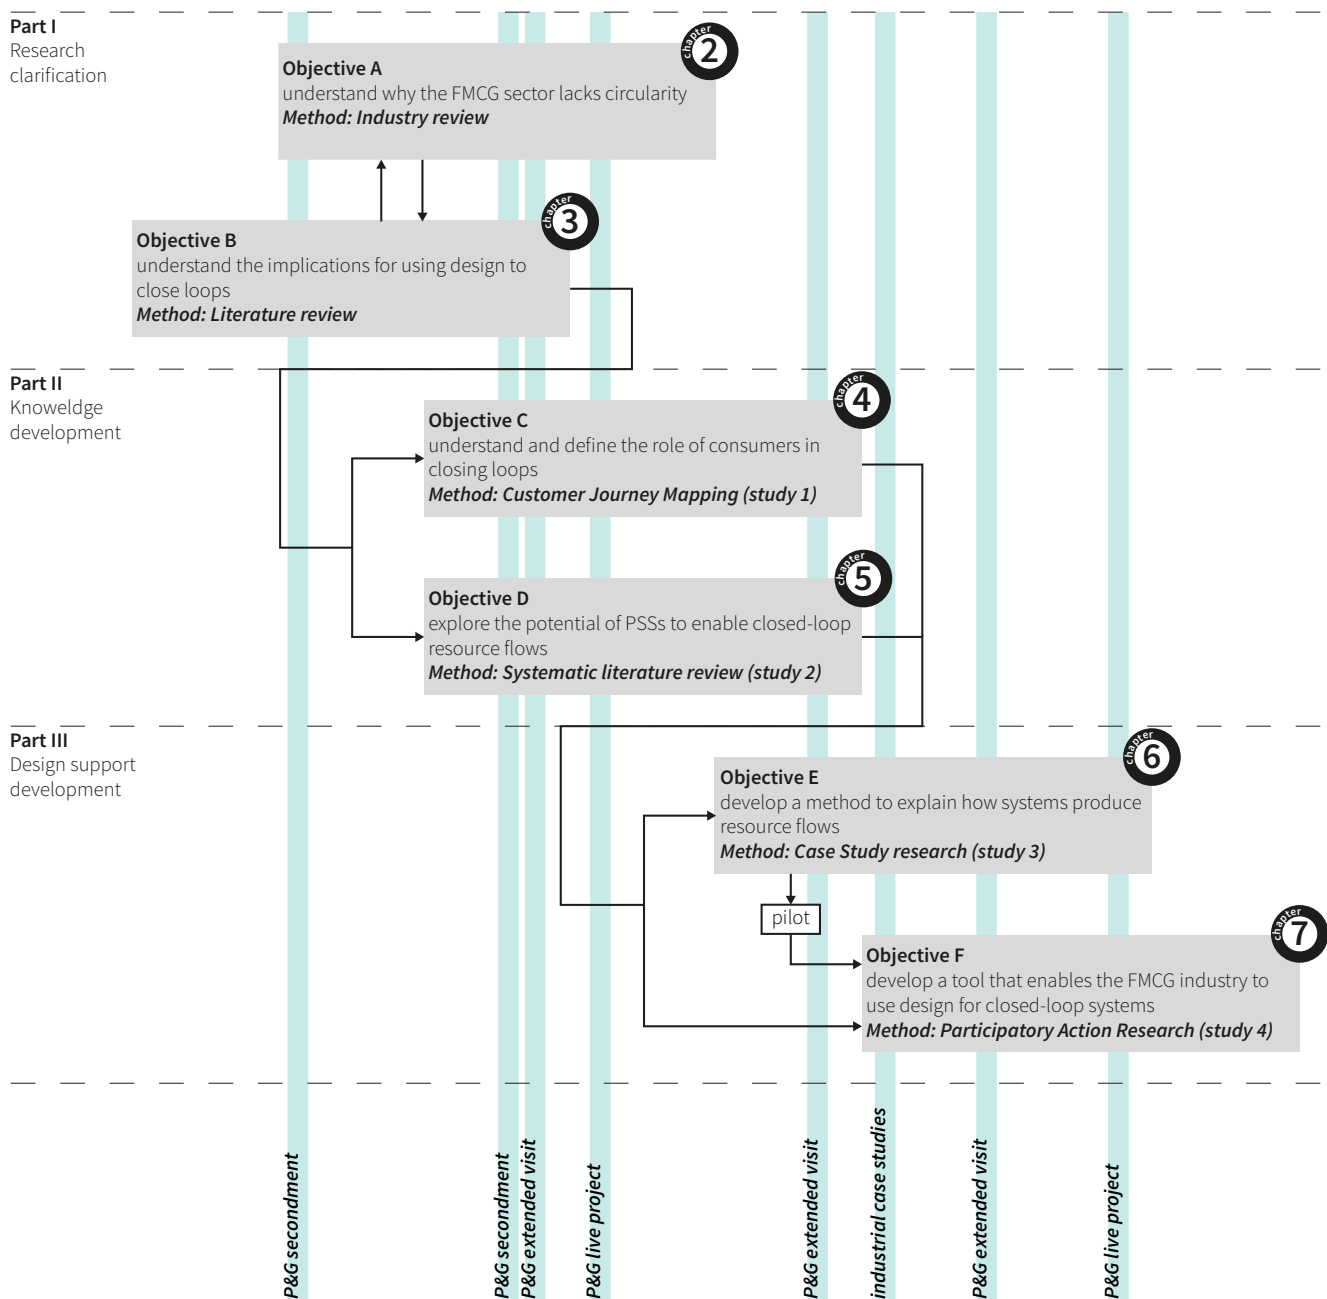 Part I
Research
clarification
chapter
2
Objective A
understand why the FMCG sector lacks circularity
Method: Industry review
chapter
3
Objective B
understand the implications for using design to
close loops
Method: Literature review
Part II
Knoweldge
development
chapter
4
Objective C
understand and define the role of consumers in
closing loops
Method: Customer Journey Mapping (study 1)
chapter
5
Objective D
explore the potential of PSSs to enable closed-loop
resource flows
Method: Systematic literature review (study 2)
Part III
Design support
development
chapter
6
Objective E
develop a method to explain how systems produce
resource flows
Method: Case Study research (study 3)
pilot
chapter
7
Objective F
develop a tool that enables the FMCG industry to
use design for closed-loop systems
Method: Participatory Action Research (study 4)
P&G secondment
P&G secondment
P&G extended visit
P&G live project
P&G extended visit
industrial case studies
P&G extended visit
P&G live project